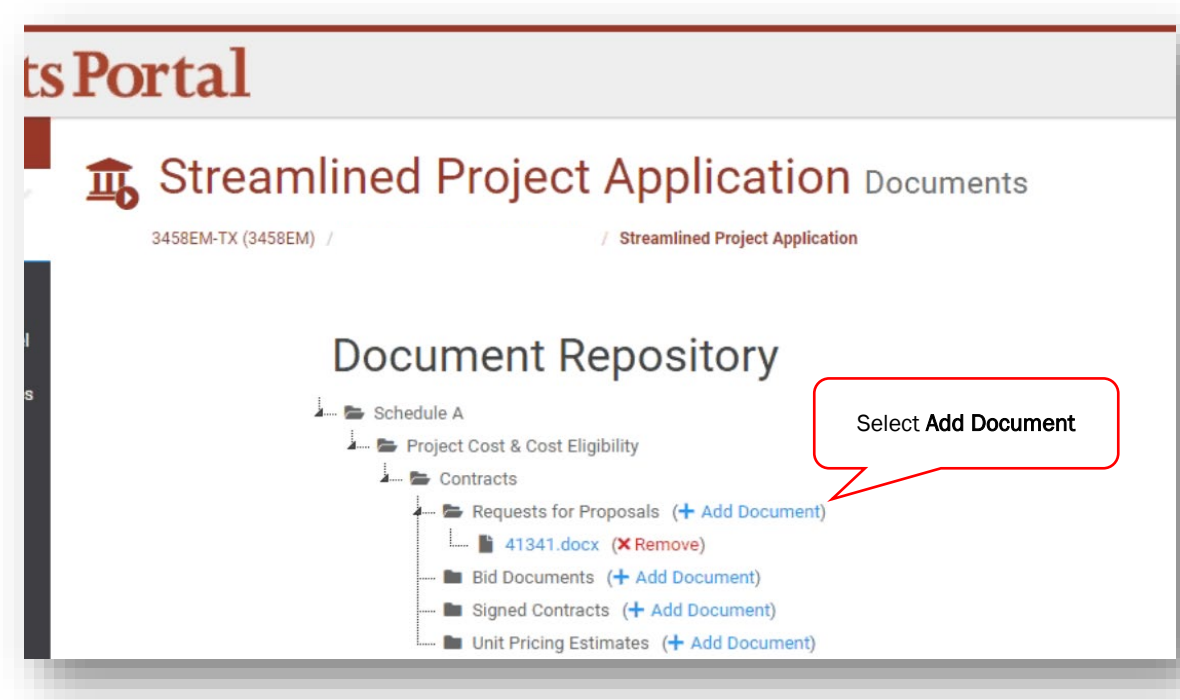 ts Portal
Streamlined Project Application Documents
3458EM-TX (3458EM) / / Streamlined Project Application
Document Repository
Schedule A
Select Add Document
Project Cost & Cost Eligibility
Contracts
Requests for Proposals (+ Add Document)
41341.docx (✖ Remove)
Bid Documents (+ Add Document)
Signed Contracts (+ Add Document)
Unit Pricing Estimates (+ Add Document)
l
s